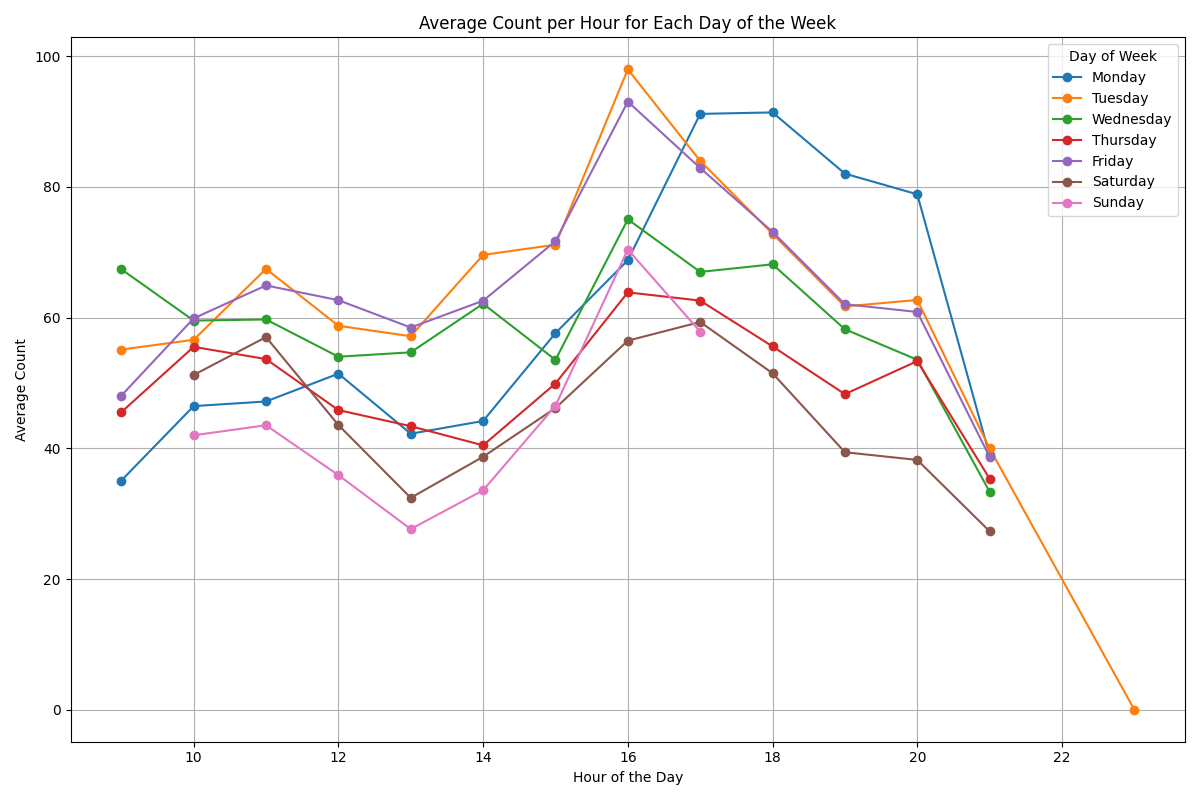 Average Count per Hour for Each Day of the Week
Average Count
100
80
60
40
20
0
Day of Week
Monday
Tuesday
Wednesday
Thursday
Friday
Saturday
Sunday
10
12
14
16
18
20
22
Hour of the Day